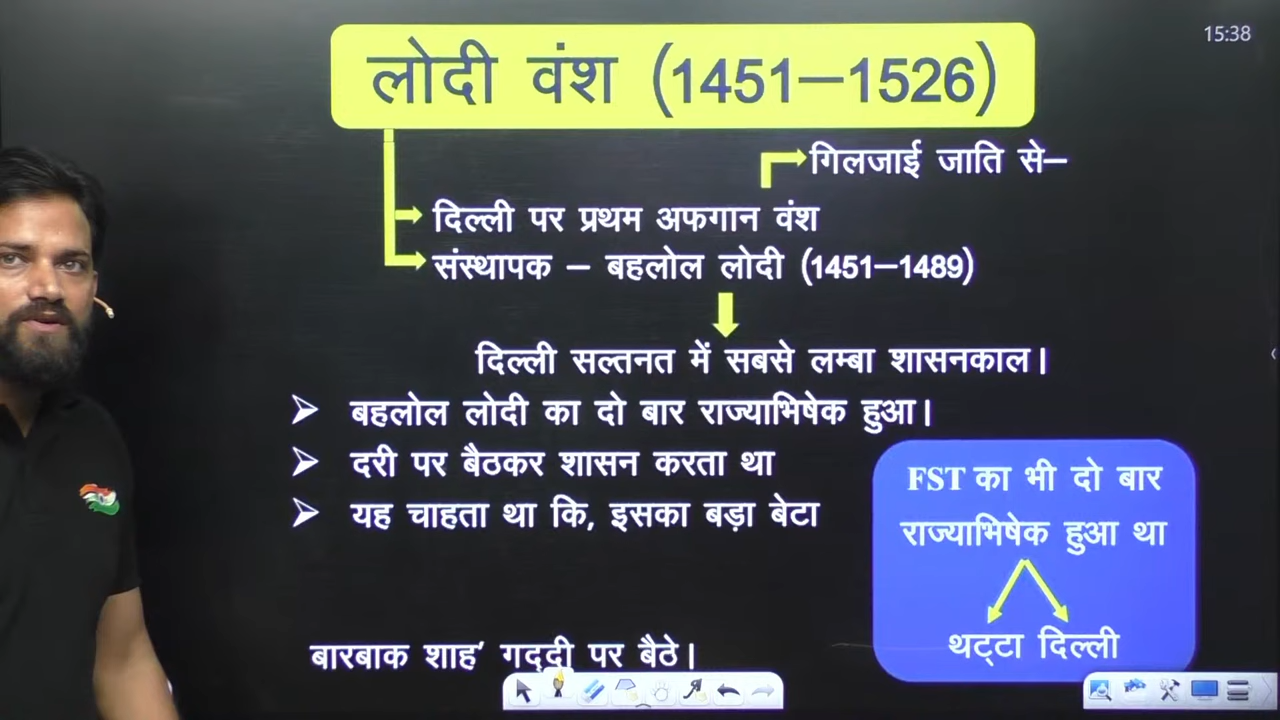 15:38
लोदी वंश (1451–1526)
गिलजाई जाति से–
दिल्ली पर प्रथम अफगान वंश
संस्थापक – बहलोल लोदी (1451–1489)
दिल्ली सल्तनत में सबसे लम्बा शासनकाल।
बहलोल लोदी का दो बार राज्याभिषेक हुआ।
दरी पर बैठकर शासन करता था
यह चाहता था कि, इसका बड़ा बेटा
बारबाक शाह’ गद्दी पर बैठे।
FST का भी दो बार
राज्याभिषेक हुआ था
थट्टा दिल्ली